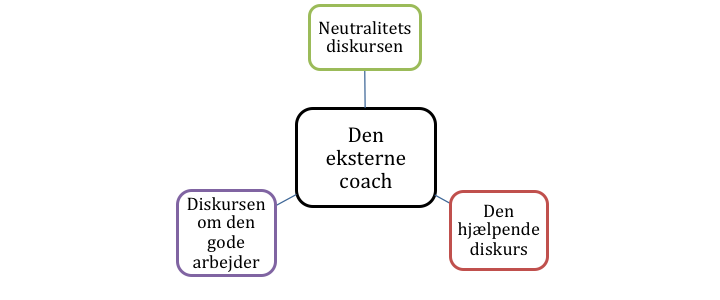 Neutralitets
diskursen
Den
eksterne
coach
Diskursen
om den
gode
arbejder
Den
hjælpende
diskurs